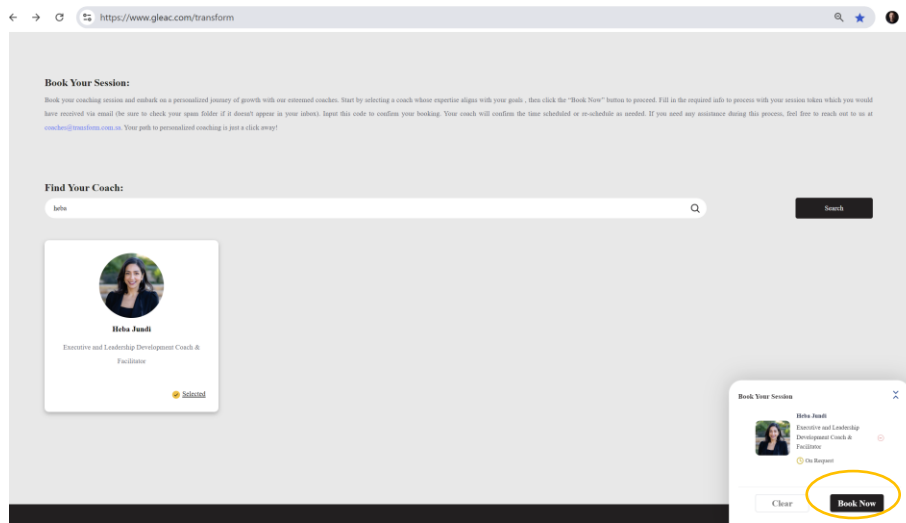 https://www.gleac.com/transform
Book Your Session:
Book your coaching session and embark on a personalized journey of growth with our esteemed coaches. Start by selecting a coach whose expertise aligns with your goals , then click the “Book Now” button to proceed. Fill in the required info to process with your session token which you would
have received via email (be sure to check your spam folder if it doesn't appear in your inbox). Input this code to confirm your booking. Your coach will confirm the time scheduled or re-schedule as needed. If you need any assistance during this process, feel free to reach out to us at
coaches@transform.com.sa. Your path to personalized coaching is just a click away!
Find Your Coach:
heba
Search
Heba Jundi
Executive and Leadership Development Coach &
Facilitator
Selected
Book Your Session
Heba Jundi
Executive and Leadership
Development Coach &
Facilitator
On Request
Clear
Book Now